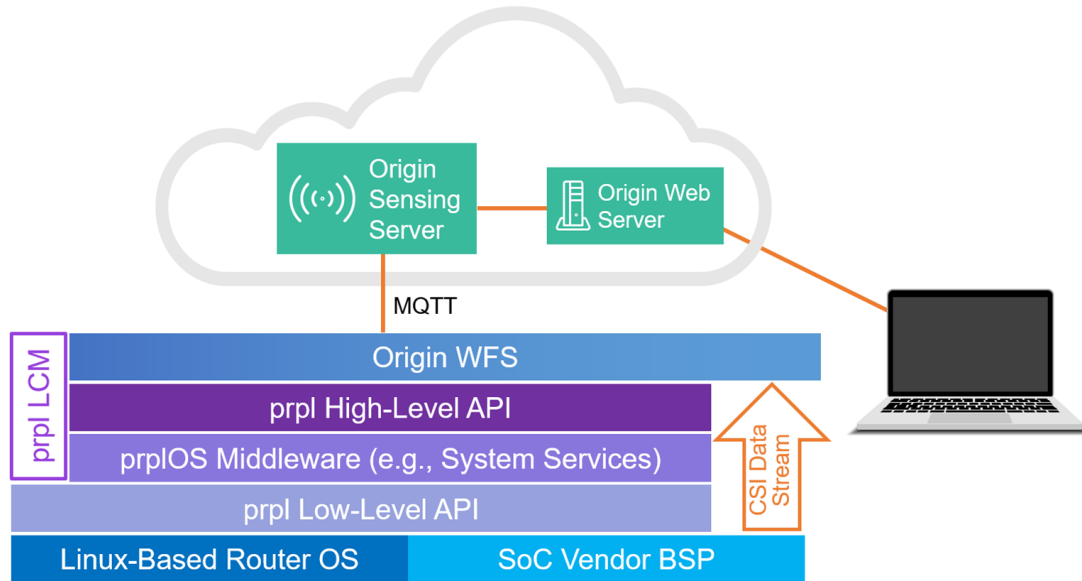 Origin
Sensing
Server
Origin Web
Server
MQTT
prpl LCM
Origin WFS
prpl High-Level API
prplOS Middleware (e.g., System Services)
prpl Low-Level API
CSI Data
Stream
Linux-Based Router OS
SoC Vendor BSP